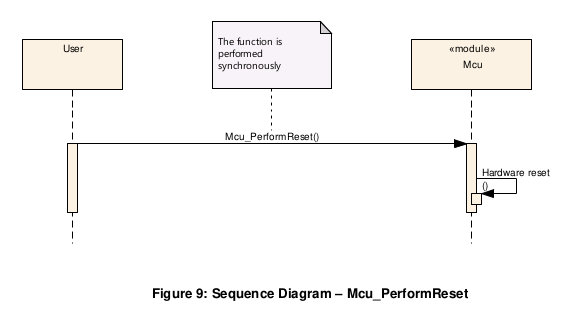 User
The function is
performed
synchronously
«module»
Mcu
Mcu_PerformReset()
Hardware reset
()
Figure 9: Sequence Diagram – Mcu_PerformReset